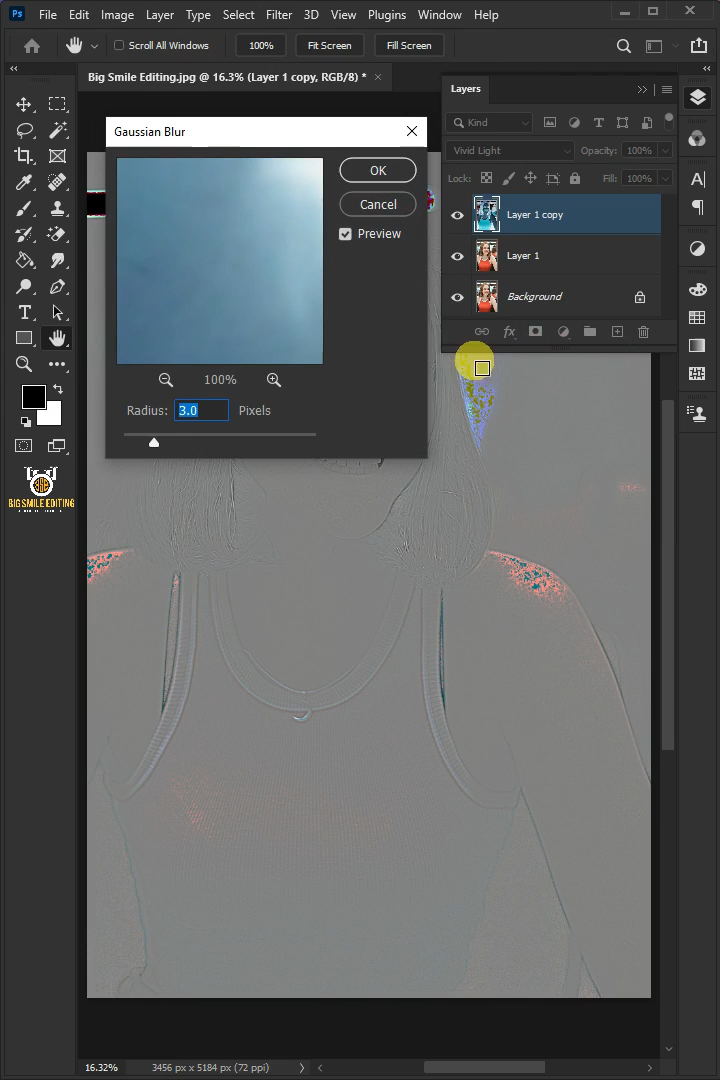 Ps File Edit Image Layer Type Select Filter 3D View Plugins Window Help
Scroll All Windows 100% Fit Screen Fill Screen
Big Smile Editing.jpg @ 16.3% (Layer 1 copy, RGB/8) *
Layers
Kind
Vivid Light Opacity: 100%
Lock: Fill: 100%
Layer 1 copy
Layer 1
Background
fx
Gaussian Blur
OK
Cancel
Preview
100%
Radius: 3.0 Pixels
BIG SMILE EDITING
16.32% 3456 px x 5184 px (72 ppi)